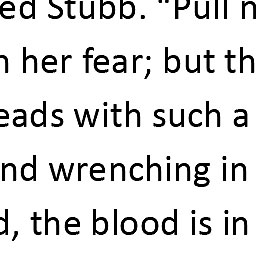 ed Stubb. "Pull n
n her fear; but th
eads with such a
nd wrenching in
d, the blood is in